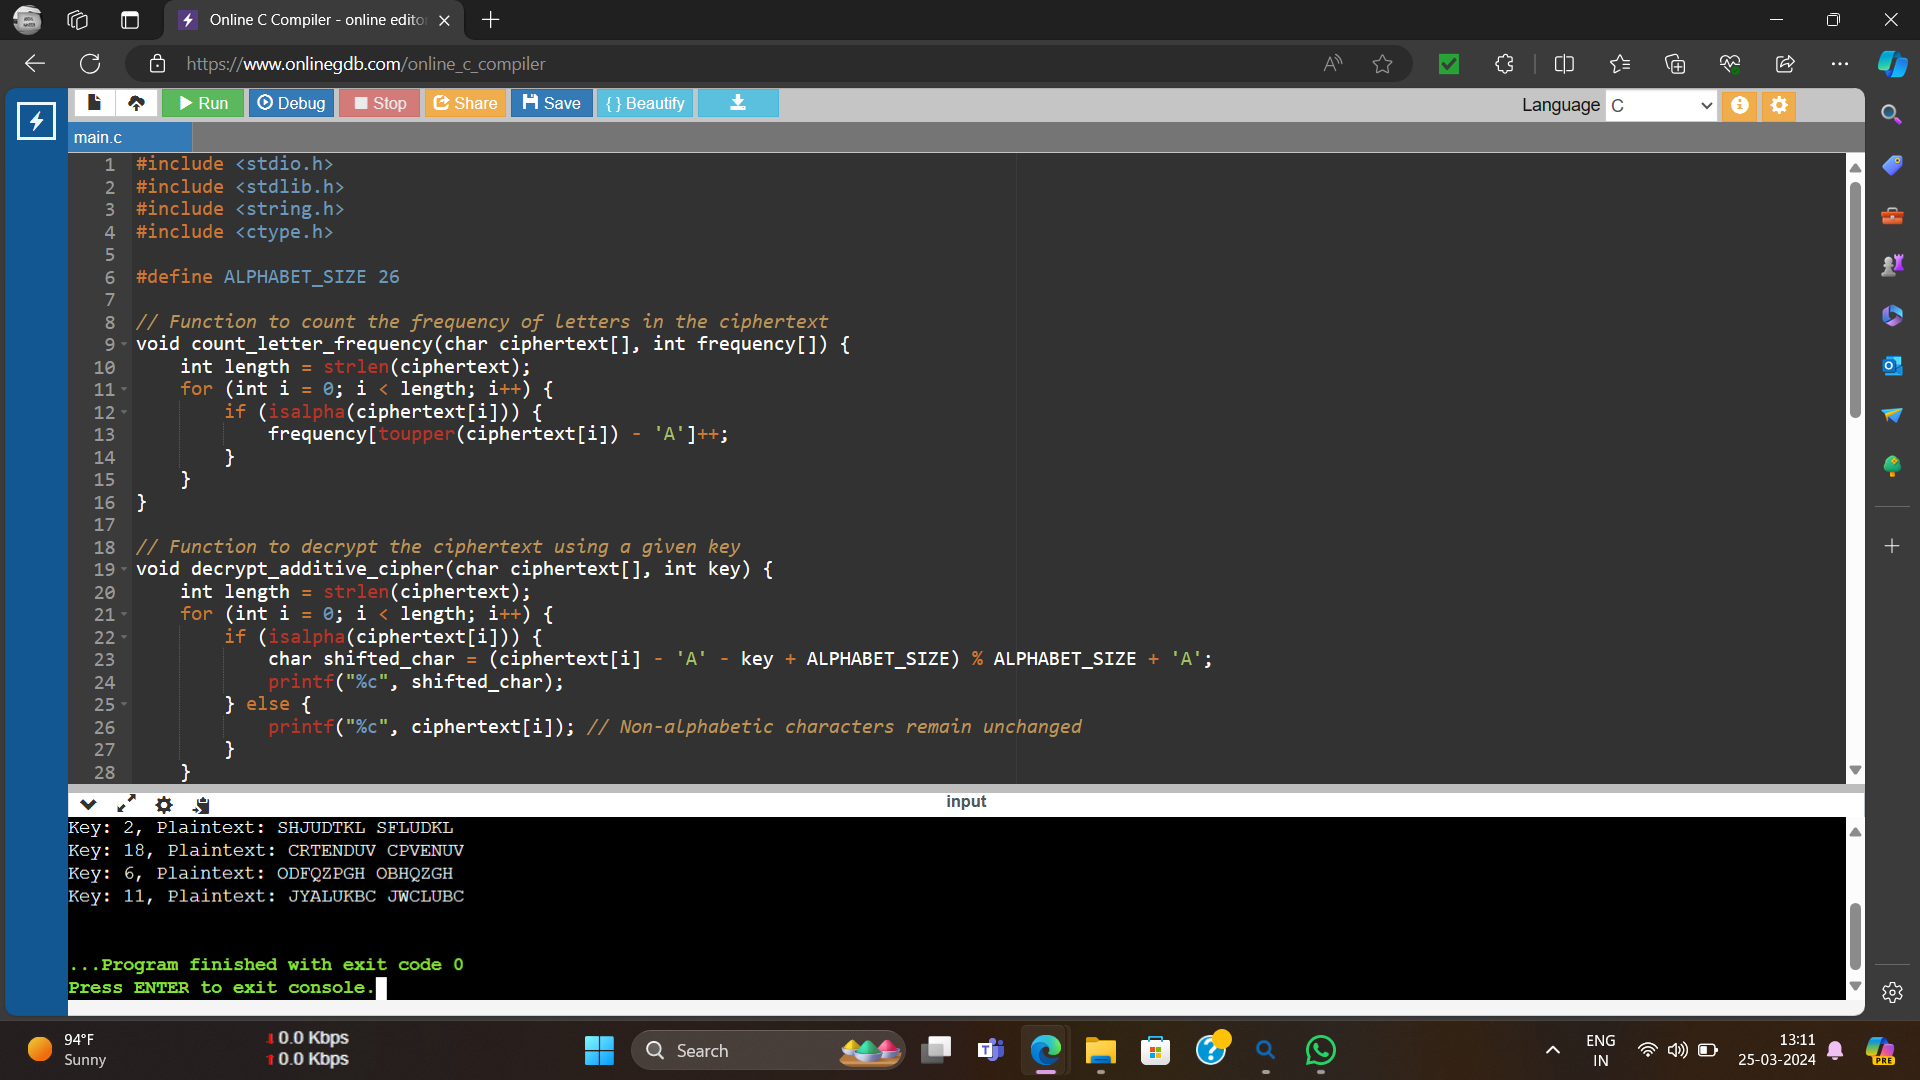 Online C Compiler - online edito
https://www.onlinegdb.com/online_c_compiler
Run Debug Stop Share Save { } Beautify Language C
main.c
1 #include <stdio.h>
2 #include <stdlib.h>
3 #include <string.h>
4 #include <ctype.h>
5
6 #define ALPHABET_SIZE 26
7
8 // Function to count the frequency of letters in the ciphertext
9 void count_letter_frequency(char ciphertext[], int frequency[]) {
10 int length = strlen(ciphertext);
11 for (int i = 0; i < length; i++) {
12 if (isalpha(ciphertext[i])) {
13 frequency[toupper(ciphertext[i]) - 'A']++;
14 }
15 }
16 }
17
18 // Function to decrypt the ciphertext using a given key
19 void decrypt_additive_cipher(char ciphertext[], int key) {
20 int length = strlen(ciphertext);
21 for (int i = 0; i < length; i++) {
22 if (isalpha(ciphertext[i])) {
23 char shifted_char = (ciphertext[i] - 'A' - key + ALPHABET_SIZE) % ALPHABET_SIZE + 'A';
24 printf("%c", shifted_char);
25 } else {
26 printf("%c", ciphertext[i]); // Non-alphabetic characters remain unchanged
27 }
28 }
input
Key: 2, Plaintext: SHJUDTKL SFLUDKL
Key: 18, Plaintext: CRTENDUV CPVENUV
Key: 6, Plaintext: ODFQZPGH OBHQZGH
Key: 11, Plaintext: JYALUKBC JWCLUBC
...Program finished with exit code 0
Press ENTER to exit console.
94°F
Sunny
0.0 Kbps
0.0 Kbps
Search
ENG
IN
13:11
25-03-2024
PRE